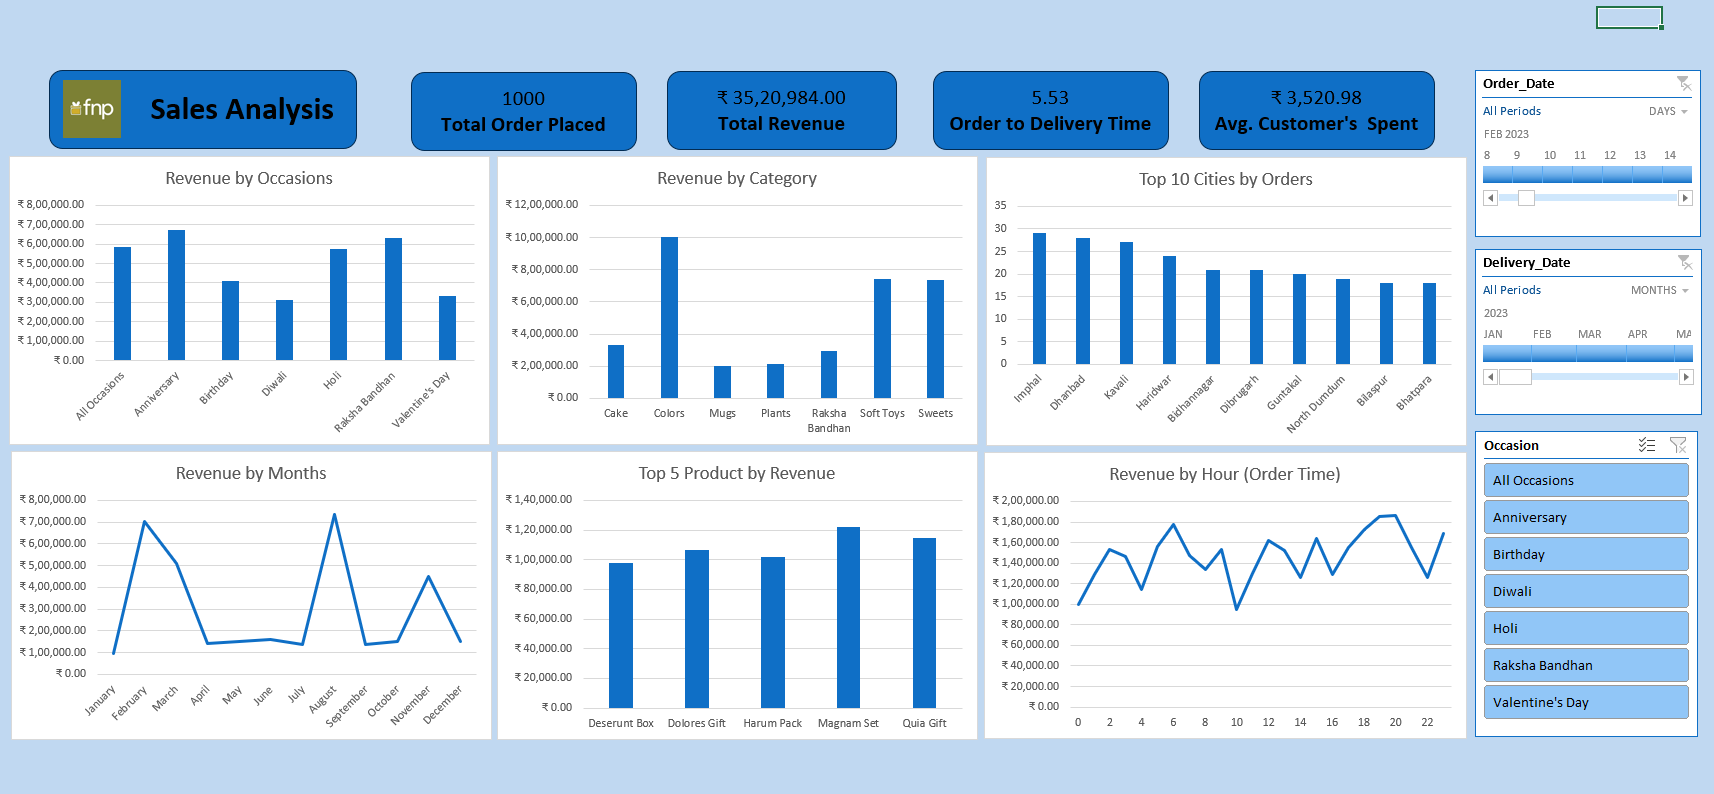 fnp
Sales Analysis
1000
Total Order Placed
₹ 35,20,984.00
Total Revenue
5.53
Order to Delivery Time
₹ 3,520.98
Avg. Customer's  Spent
Revenue by Occasions
₹ 8,00,000.00
₹ 7,00,000.00
₹ 6,00,000.00
₹ 5,00,000.00
₹ 4,00,000.00
₹ 3,00,000.00
₹ 2,00,000.00
₹ 1,00,000.00
₹ 0.00
All Occasions
Anniversary
Birthday
Diwali
Holi
Raksha Bandhan
Valentine's Day
Revenue by Category
₹ 12,00,000.00
₹ 10,00,000.00
₹ 8,00,000.00
₹ 6,00,000.00
₹ 4,00,000.00
₹ 2,00,000.00
₹ 0.00
Cake Colors Mugs Plants Raksha Soft Toys Sweets
Bandhan
Top 10 Cities by Orders
35
30
25
20
15
10
5
0
Imphal
Dhanbad
Kavali
Haridwar
Bidhannagar
Dibrugarh
Guntakal
North Dumdum
Bilaspur
Bhatpara
Revenue by Months
₹ 8,00,000.00
₹ 7,00,000.00
₹ 6,00,000.00
₹ 5,00,000.00
₹ 4,00,000.00
₹ 3,00,000.00
₹ 2,00,000.00
₹ 1,00,000.00
₹ 0.00
January
February
March
April
May
June
July
August
September
October
November
December
Top 5 Product by Revenue
₹ 1,40,000.00
₹ 1,20,000.00
₹ 1,00,000.00
₹ 80,000.00
₹ 60,000.00
₹ 40,000.00
₹ 20,000.00
₹ 0.00
Deserunt Box Dolores Gift Harum Pack Magnam Set Quia Gift
Revenue by Hour (Order Time)
₹ 2,00,000.00
₹ 1,80,000.00
₹ 1,60,000.00
₹ 1,40,000.00
₹ 1,20,000.00
₹ 1,00,000.00
₹ 80,000.00
₹ 60,000.00
₹ 40,000.00
₹ 20,000.00
₹ 0.00
0 2 4 6 8 10 12 14 16 18 20 22
Order_Date
All Periods DAYS
FEB 2023
8 9 10 11 12 13 14
Delivery_Date
All Periods MONTHS
2023
JAN FEB MAR APR MA
Occasion
All Occasions
Anniversary
Birthday
Diwali
Holi
Raksha Bandhan
Valentine's Day